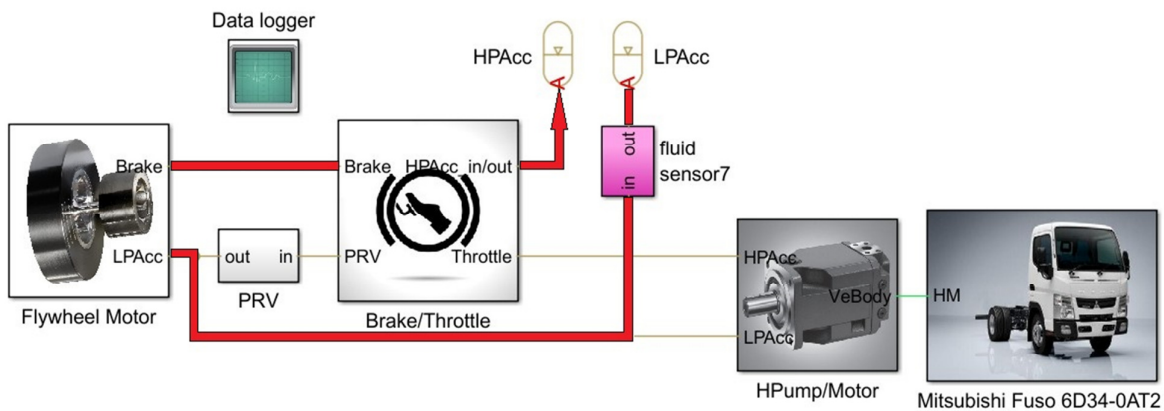 Data logger
HPAcc
A
LPAcc
A
out
in
fluid
sensor7
Brake
LPAcc
Flywheel Motor
out
in
PRV
Brake
HPAcc in/out
PRV
Throttle
Brake/Throttle
HPAcc
VeBody
LPAcc
HPump/Motor
HM
Mitsubishi Fuso 6D34-0AT2